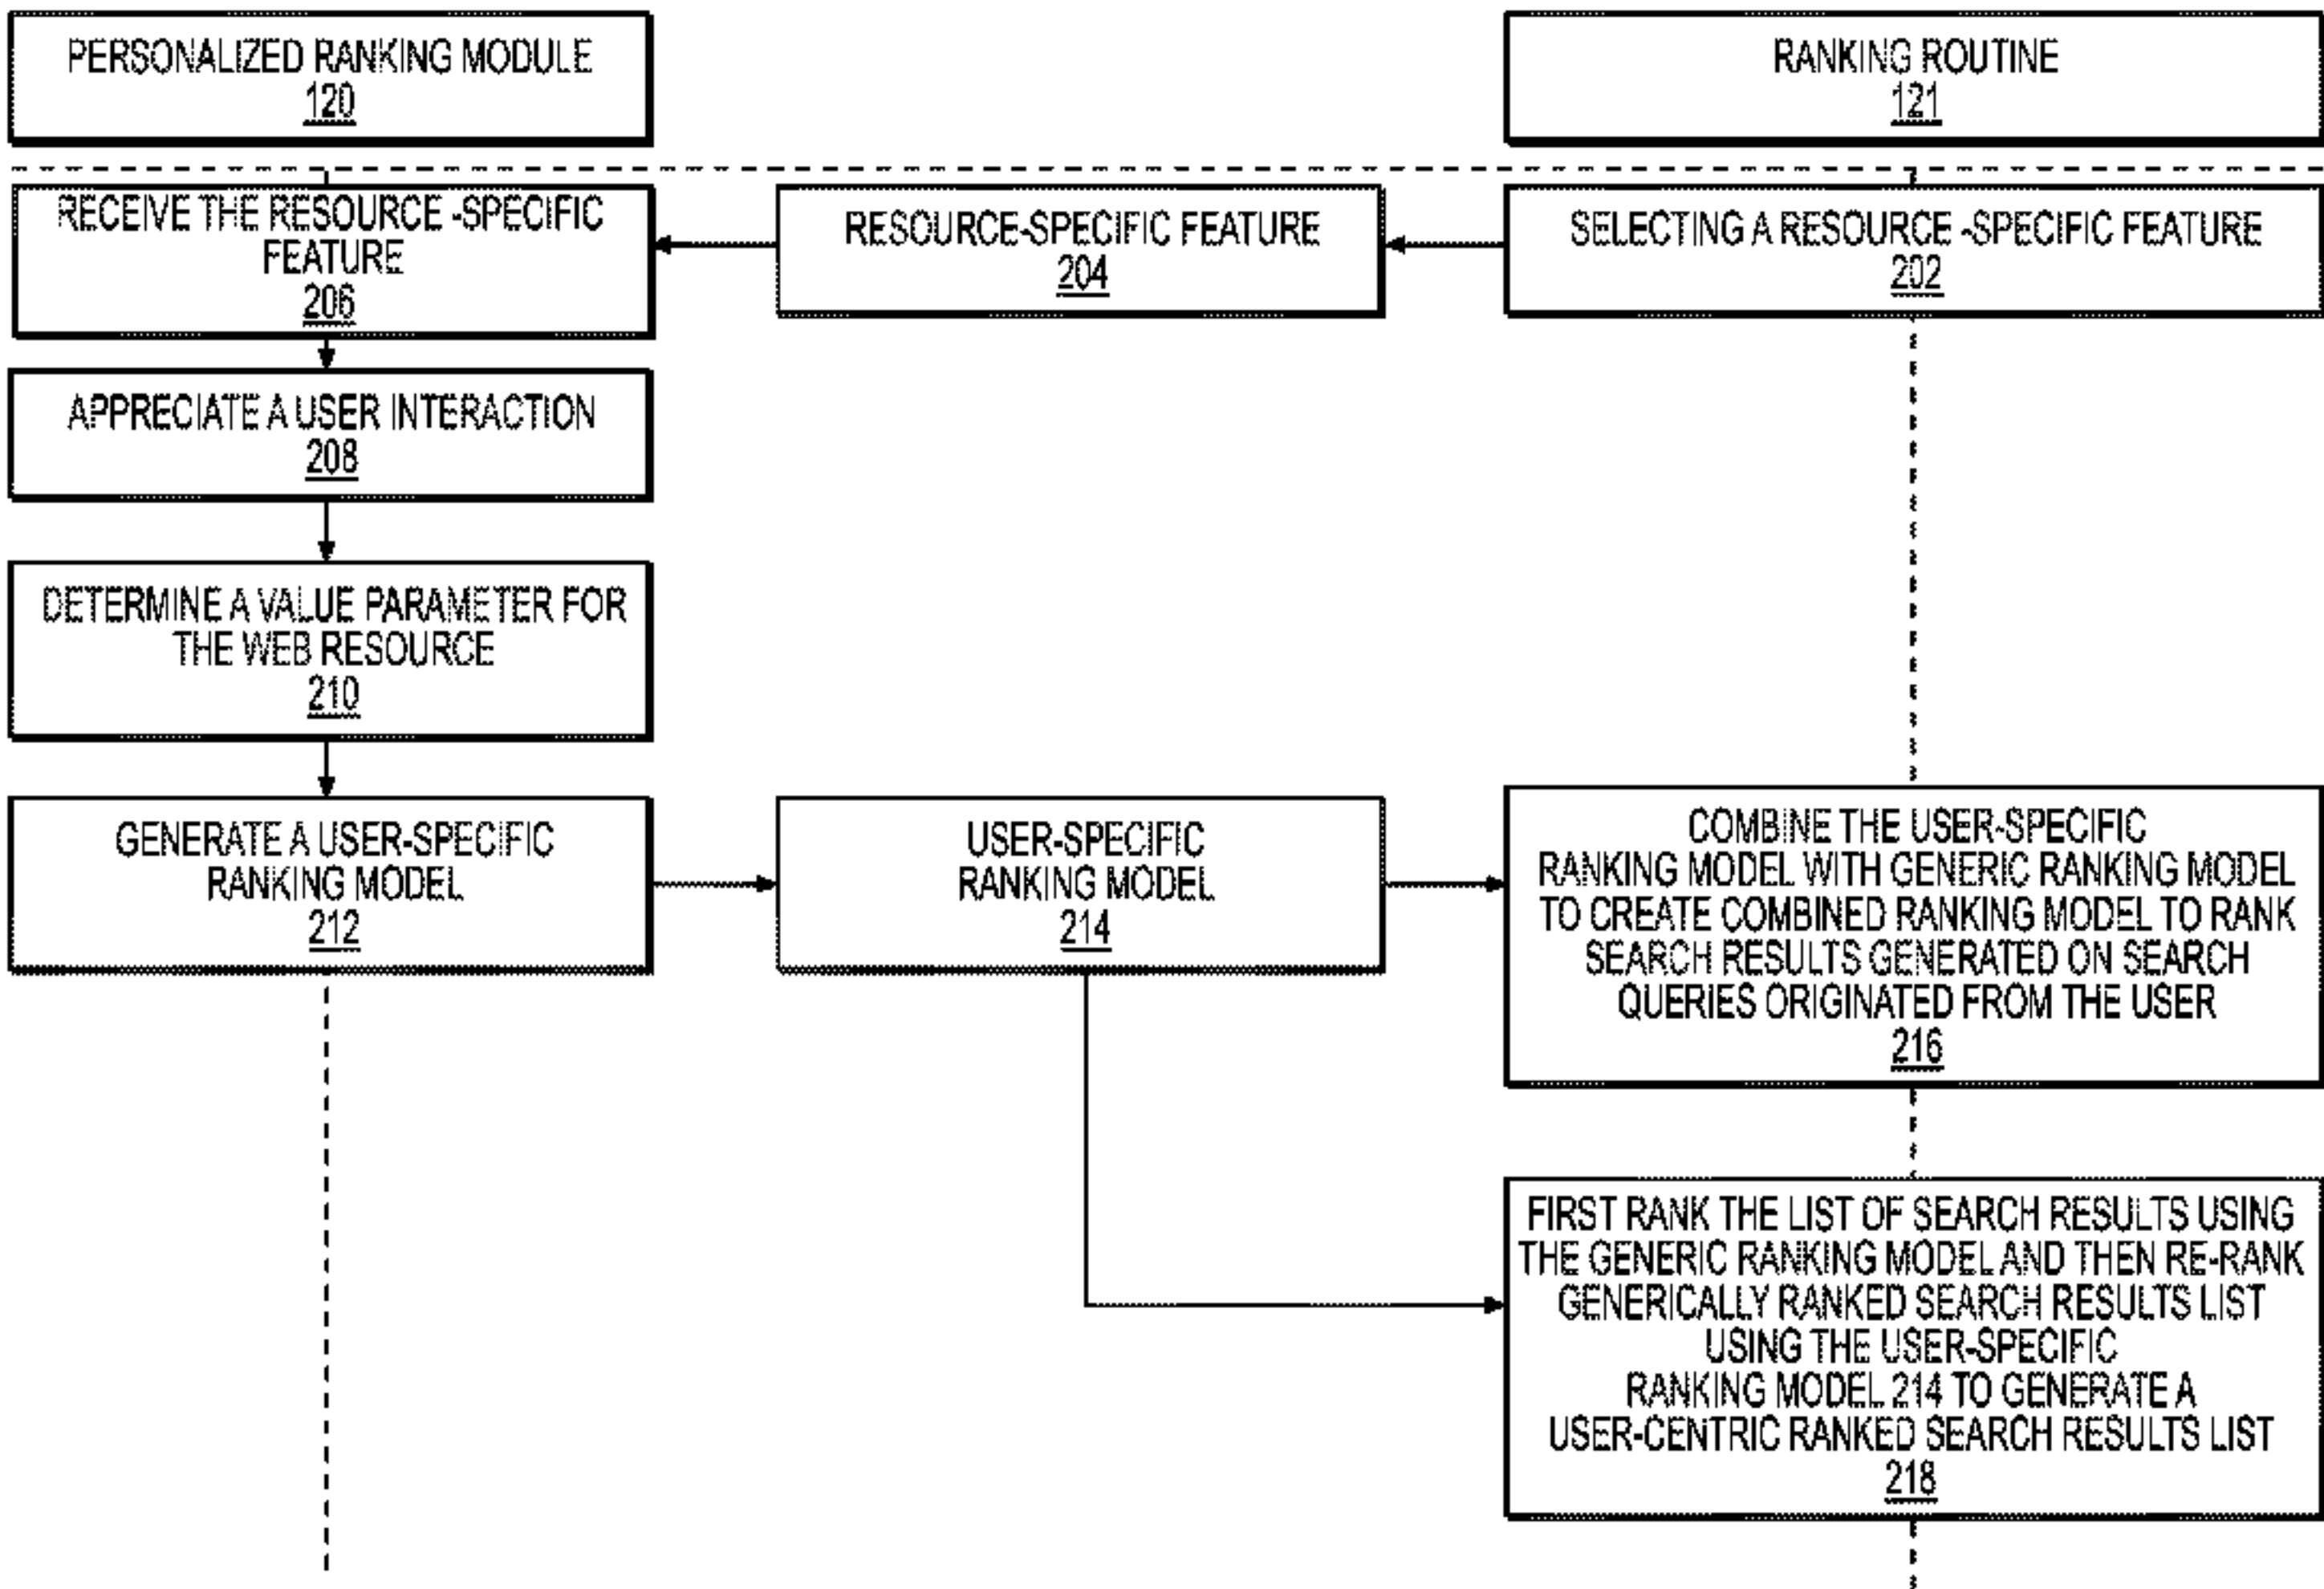 PERSONALIZED RANKING MODULE
120
RANKING ROUTINE
121
RECEIVE THE RESOURCE -SPECIFIC
FEATURE
206
RESOURCE-SPECIFIC FEATURE
204
SELECTING A RESOURCE -SPECIFIC FEATURE
202
APPRECIATE A USER INTERACTION
208
DETERMINE A VALUE PARAMETER FOR
THE WEB RESOURCE
210
GENERATE A USER-SPECIFIC
RANKING MODEL
212
USER-SPECIFIC
RANKING MODEL
214
COMBINE THE USER-SPECIFIC
RANKING MODEL WITH GENERIC RANKING MODEL
TO CREATE COMBINED RANKING MODEL TO RANK
SEARCH RESULTS GENERATED ON SEARCH
QUERIES ORIGINATED FROM THE USER
216
FIRST RANK THE LIST OF SEARCH RESULTS USING
THE GENERIC RANKING MODEL AND THEN RE-RANK
GENERICALLY RANKED SEARCH RESULTS LIST
USING THE USER-SPECIFIC
RANKING MODEL 214 TO GENERATE A
USER-CENTRIC RANKED SEARCH RESULTS LIST
218